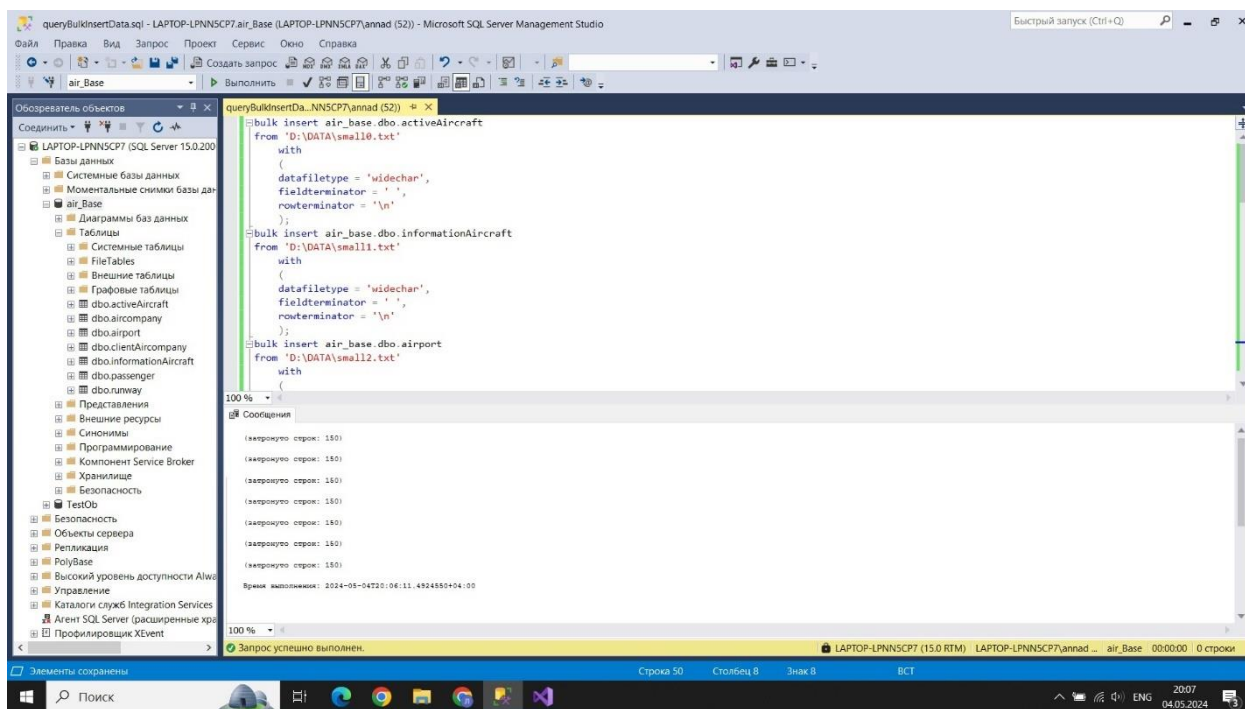 queryBulkInsertData.sql - LAPTOP-LPNN5CP7.air_Base (LAPTOP-LPNN5CP7\annad (52)) - Microsoft SQL Server Management Studio
Быстрый запуск (Ctrl+Q)
Файл Правка Вид Запрос Проект Сервис Окно Справка
Создать запрос
air_Base
Выполнить
Обозреватель объектов
queryBulkInsertDa...NN5CP7\annad (52))
Соединить
LAPTOP-LPNN5CP7 (SQL Server 15.0.200
Базы данных
Системные базы данных
Моментальные снимки базы дан
air_Base
Диаграммы баз данных
Таблицы
Системные таблицы
FileTables
Внешние таблицы
Графовые таблицы
dbo.activeAircraft
dbo.aircompany
dbo.airport
dbo.clientAircompany
dbo.informationAircraft
dbo.passenger
dbo.runway
Представления
Внешние ресурсы
Синонимы
Программирование
Компонент Service Broker
Хранилище
Безопасность
TestOb
Безопасность
Объекты сервера
Репликация
PolyBase
Высокий уровень доступности Alwa
Управление
Каталоги служб Integration Services
Агент SQL Server (расширенные хра
Профилировщик XEvent
bulk insert air_base.dbo.activeAircraft
from 'D:\DATA\small0.txt'
with
(
datafiletype = 'widechar',
fieldterminator = ' ',
rowterminator = '\n'
);
bulk insert air_base.dbo.informationAircraft
from 'D:\DATA\small1.txt'
with
(
datafiletype = 'widechar',
fieldterminator = ' ',
rowterminator = '\n'
);
bulk insert air_base.dbo.airport
from 'D:\DATA\small2.txt'
with
(
100 %
Сообщения
(затронуто строк: 150)
(затронуто строк: 150)
(затронуто строк: 150)
(затронуто строк: 150)
(затронуто строк: 150)
(затронуто строк: 150)
(затронуто строк: 150)
Время выполнения: 2024-05-04T20:06:11.4924550+04:00
100 %
Запрос успешно выполнен.
LAPTOP-LPNN5CP7 (15.0 RTM) LAPTOP-LPNN5CP7\annad ... air_Base 00:00:00 0 строки
Элементы сохранены
Строка 50 Столбец 8 Знак 8 ВСТ
Поиск
ENG
20:07
04.05.2024
3